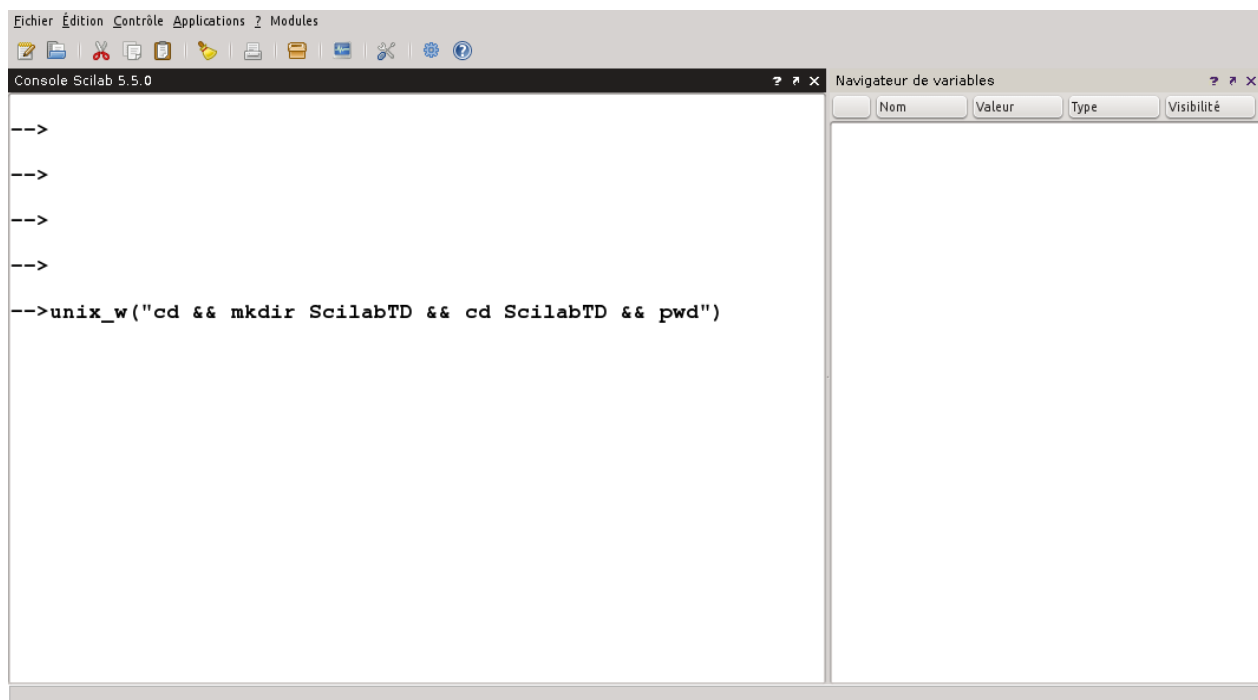 Fichier Édition Contrôle Applications ? Modules
Console Scilab 5.5.0
-->
-->
-->
-->
-->unix_w("cd && mkdir ScilabTD && cd ScilabTD && pwd")
Navigateur de variables
Nom Valeur Type Visibilité